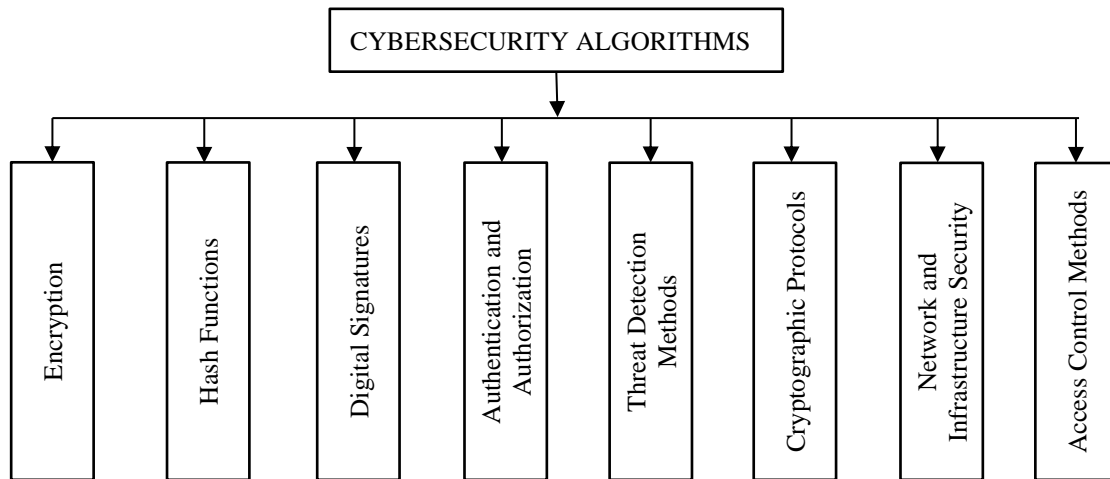 CYBERSECURITY ALGORITHMS
Encryption
Hash Functions
Digital Signatures
Authentication and
Authorization
Threat Detection
Methods
Cryptographic Protocols
Network and
Infrastructure Security
Access Control Methods